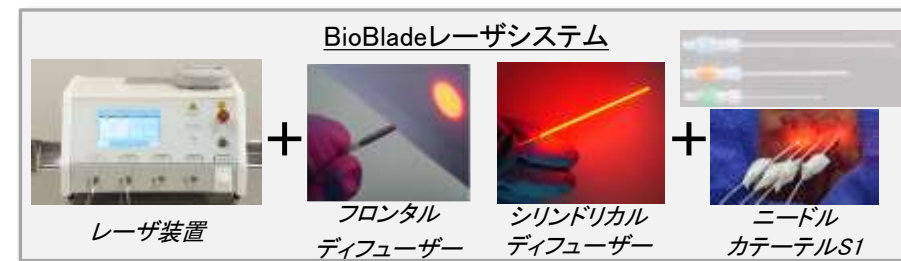 BioBladeレーザシステム
レーザ装置
+
フロンタル
ディフューザー
シリンドリカル
ディフューザー
+
ニードル
カテーテルS1